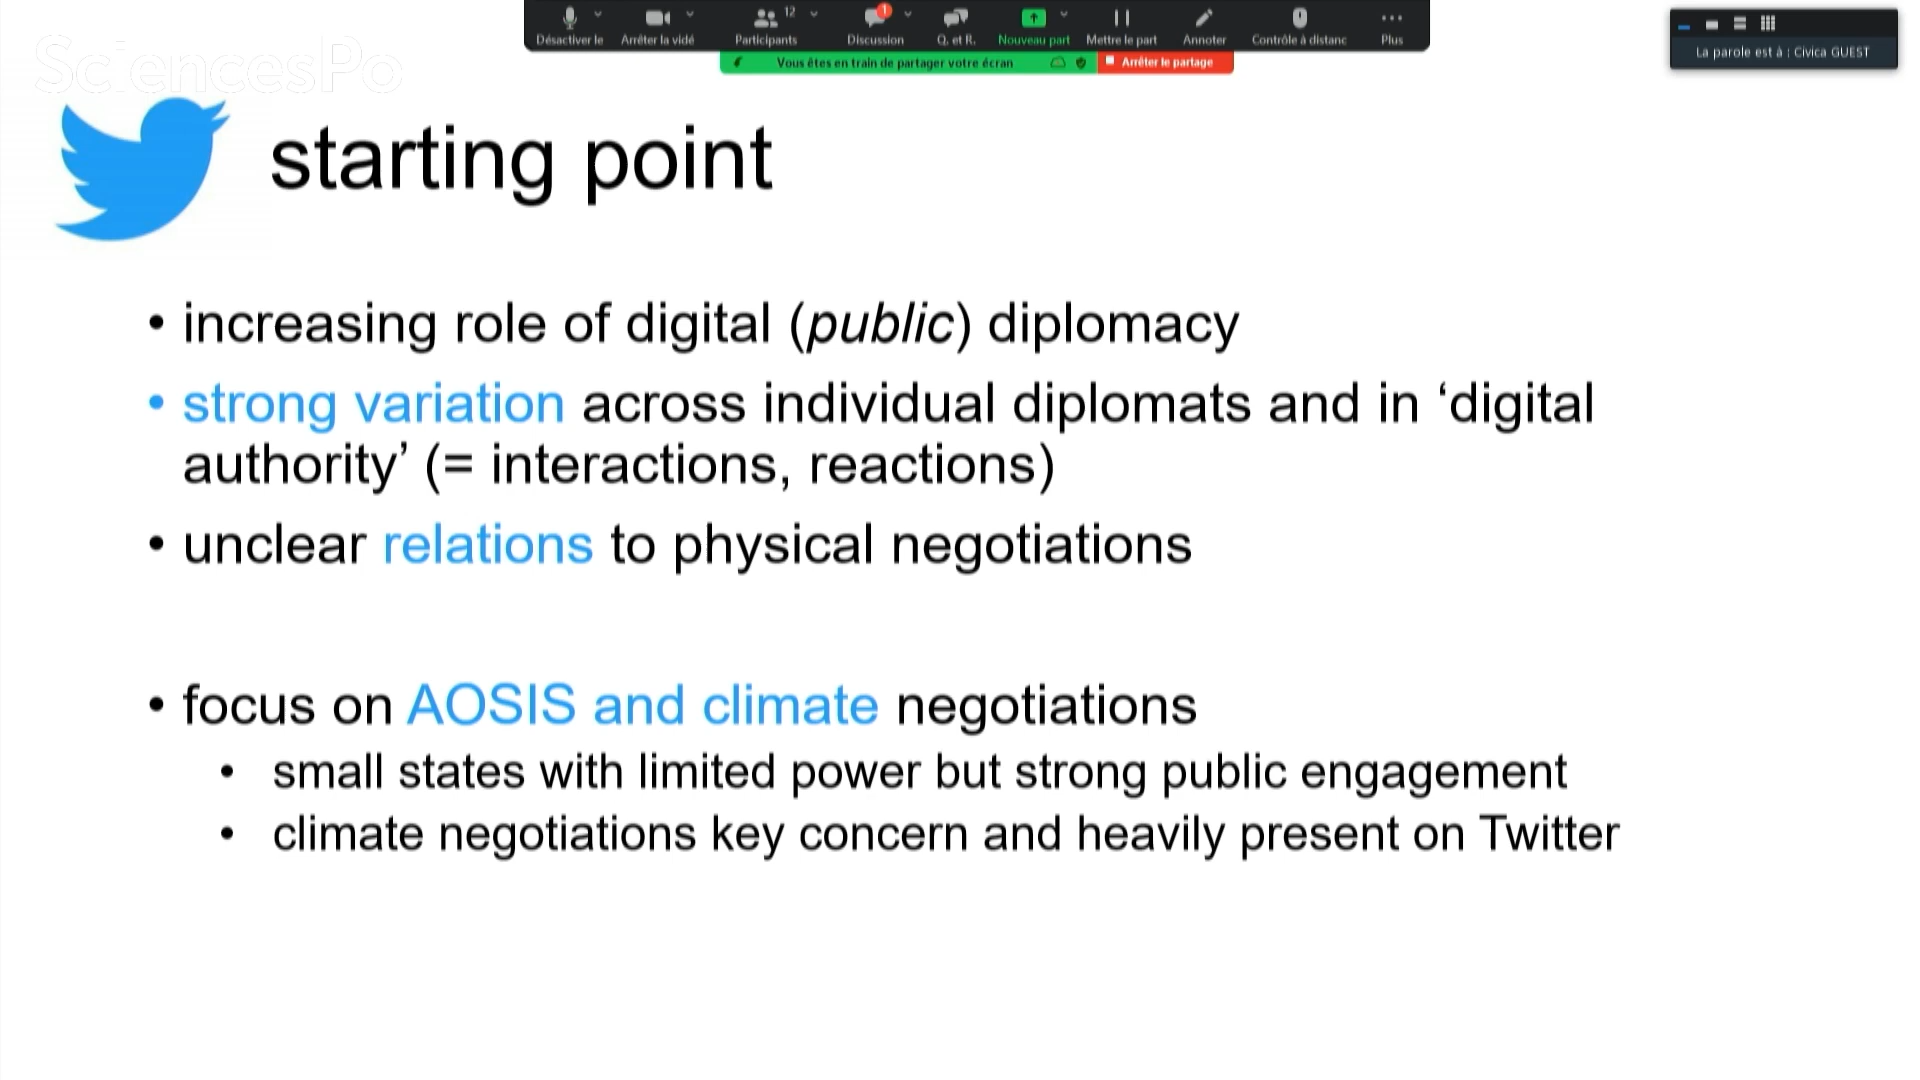 Désactiver le Arrêter la vidé Participants 12 Discussion 1 Q. et R. Nouveau part Mettre le part Annoter Contrôle à distanc Plus
Vous êtes en train de partager votre écran Arrêter le partage
La parole est à : Civica GUEST
SciencesPo
starting point
• increasing role of digital (public) diplomacy
• strong variation across individual diplomats and in ‘digital
authority’ (= interactions, reactions)
• unclear relations to physical negotiations
• focus on AOSIS and climate negotiations
• small states with limited power but strong public engagement
• climate negotiations key concern and heavily present on Twitter